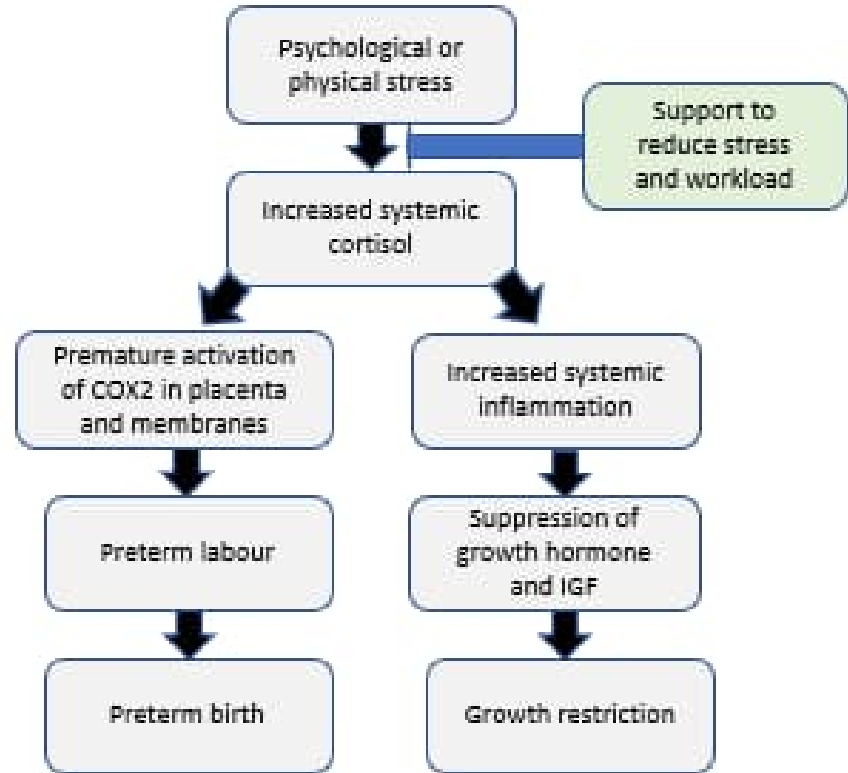 Psychological or
physical stress
Support to
reduce stress
and workload
Increased systemic
cortisol
Premature activation
of COX2 in placenta
and membranes
Increased systemic
inflammation
Preterm labour
Suppression of
growth hormone
and IGF
Preterm birth
Growth restriction